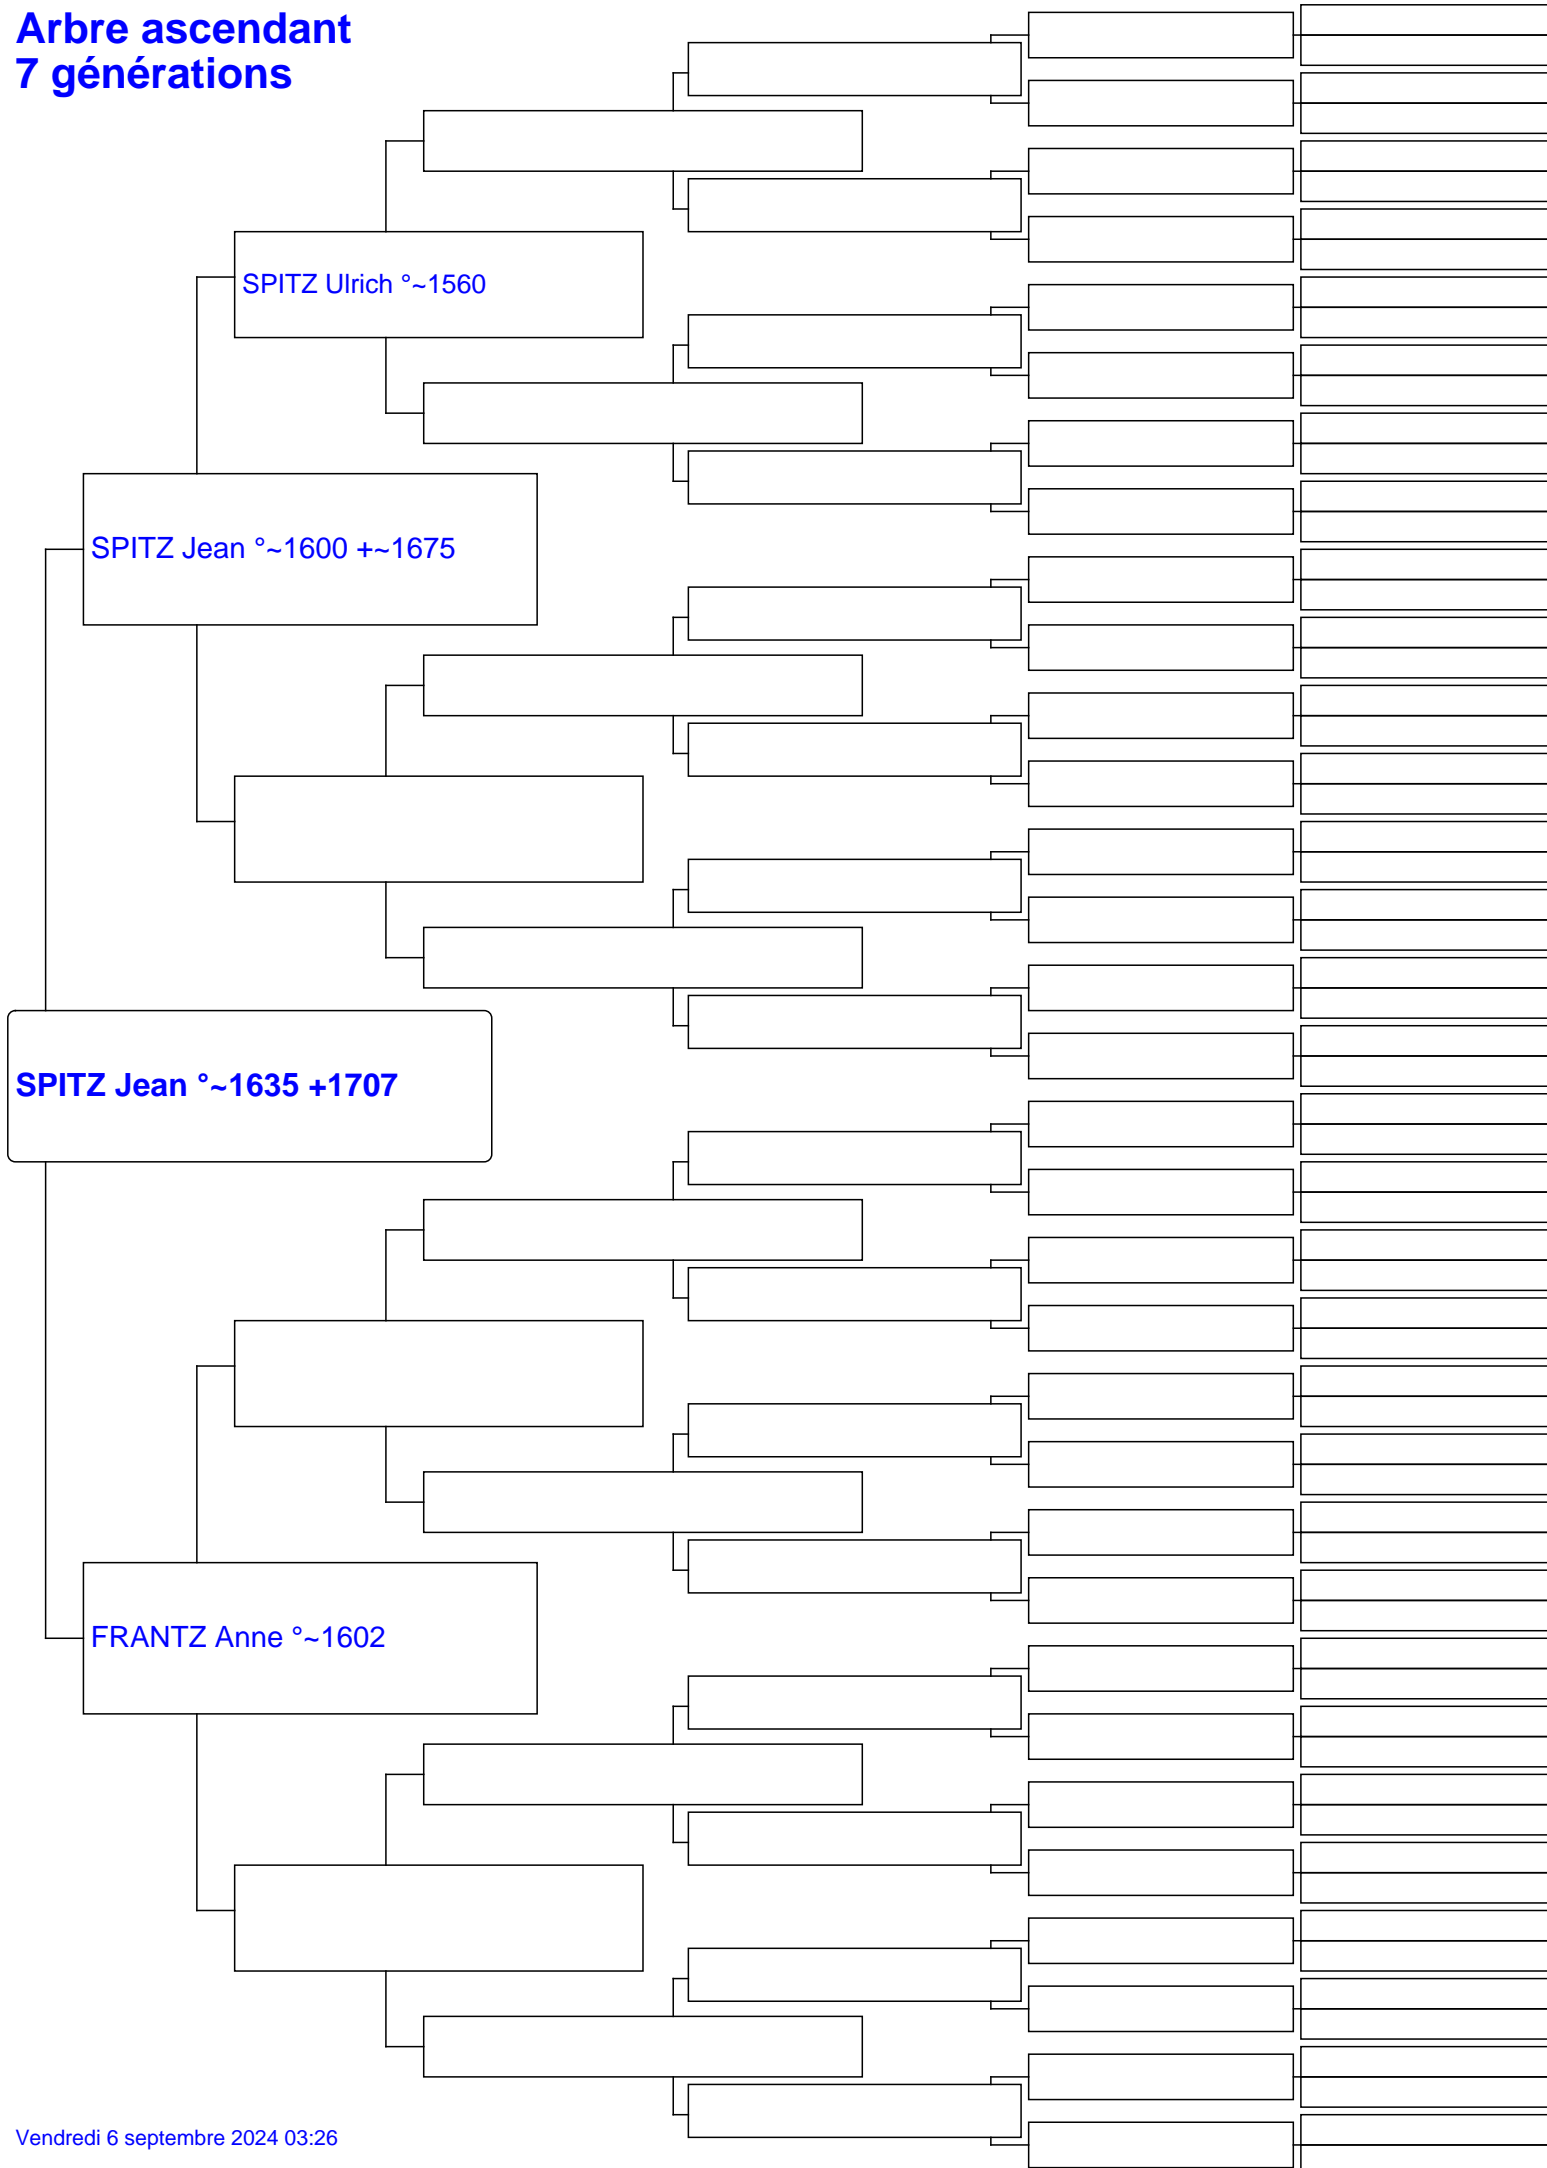 Arbre ascendant
7 générations
SPITZ Ulrich °~1560
SPITZ Jean °~1600 +~1675
SPITZ Jean °~1635 +1707
FRANTZ Anne °~1602
Vendredi 6 septembre 2024 03:26